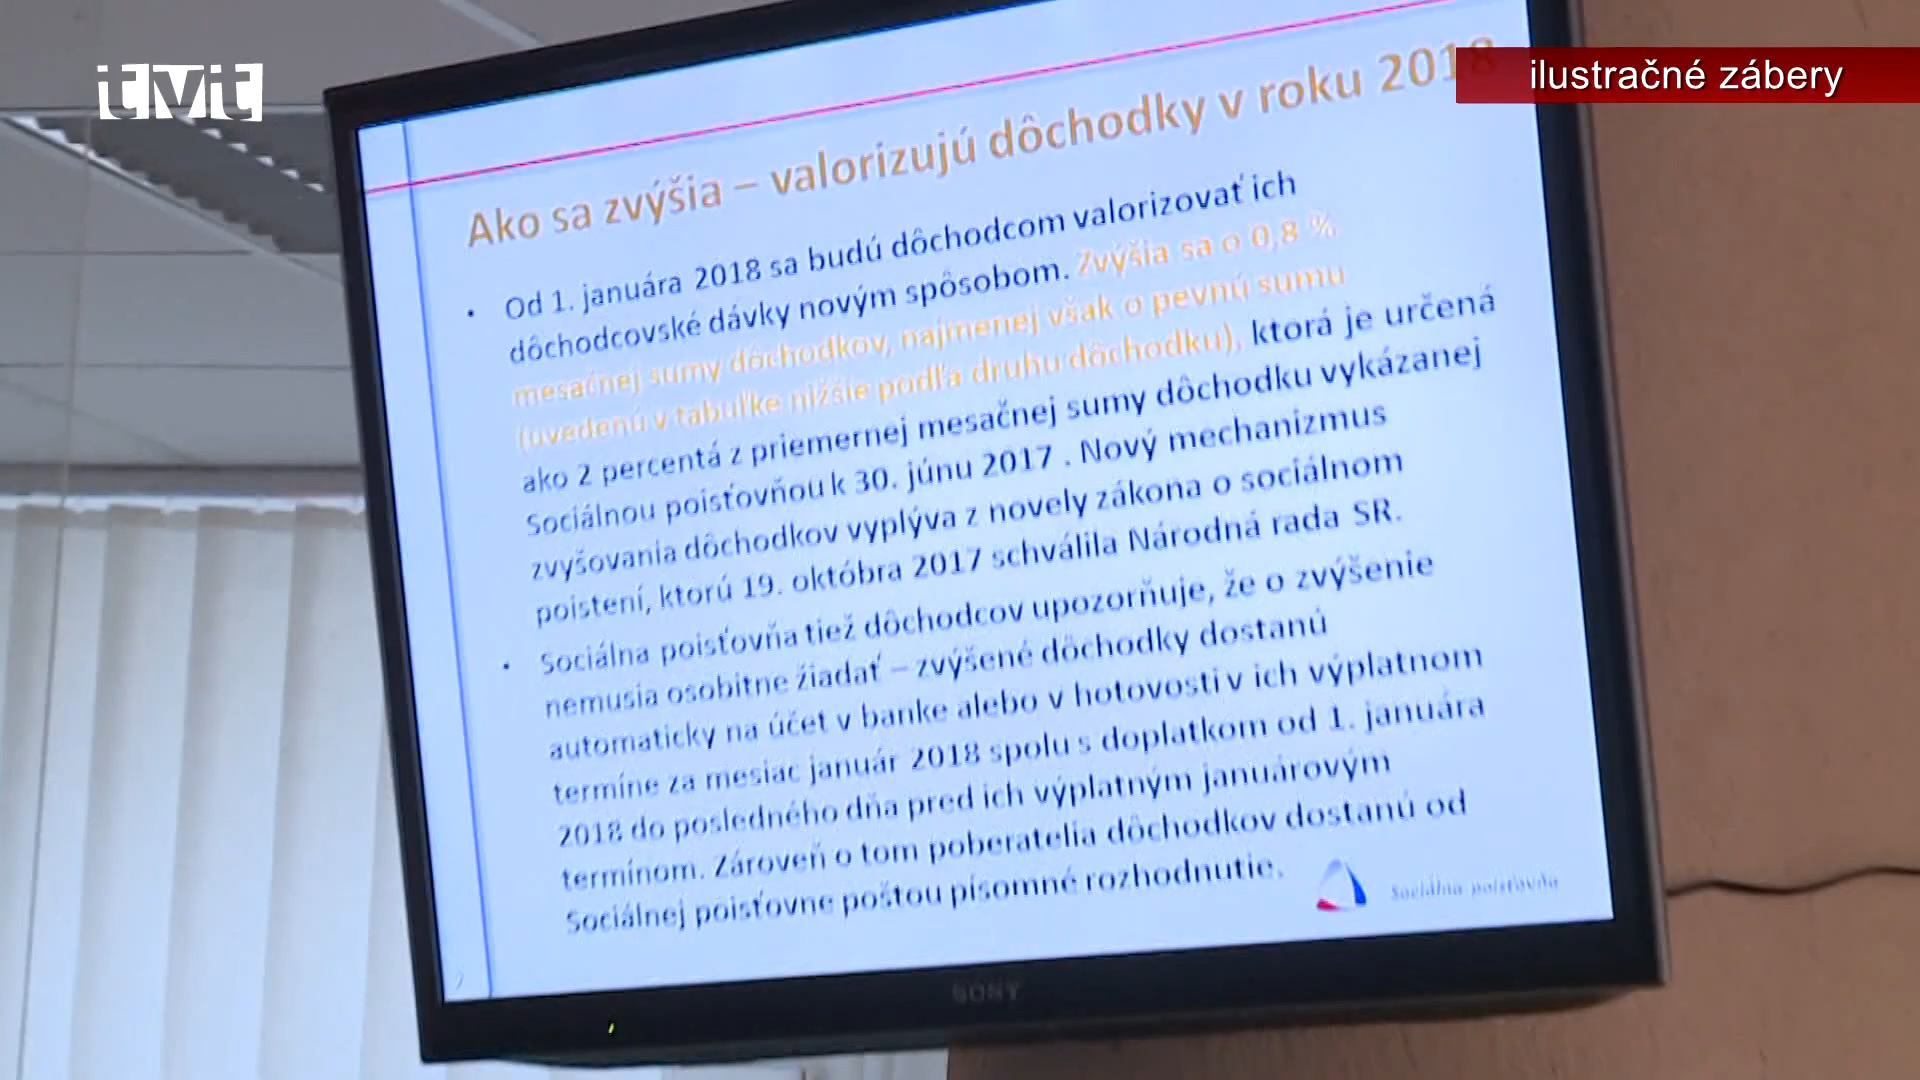 itvit
ilustračné zábery
Ako sa zvýšia – valorizujú dôchodky v roku 2018
• Od 1. januára 2018 sa budú dôchodcom valorizovať ich
dôchodcovské dávky novým spôsobom. Zvýšia sa o 0,8 %
mesačnej sumy dôchodkov, najmenej však o pevnú sumu
(uvedenú v tabuľke nižšie podľa druhu dôchodku), ktorá je určená
ako 2 percentá z priemernej mesačnej sumy dôchodku vykázanej
Sociálnou poisťovňou k 30. júnu 2017 . Nový mechanizmus
zvyšovania dôchodkov vyplýva z novely zákona o sociálnom
poistení, ktorú 19. októbra 2017 schválila Národná rada SR.
• Sociálna poisťovňa tiež dôchodcov upozorňuje, že o zvýšenie
nemusia osobitne žiadať – zvýšené dôchodky dostanú
automaticky na účet v banke alebo v hotovosti v ich výplatnom
termíne za mesiac január 2018 spolu s doplatkom od 1. januára
2018 do posledného dňa pred ich výplatným januárovým
termínom. Zároveň o tom poberatelia dôchodkov dostanú od
Sociálnej poisťovne poštou písomné rozhodnutie.
Sociálna poisťovňa
SONY